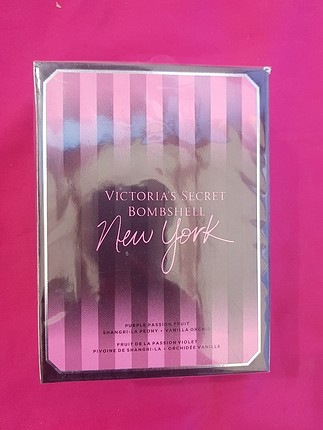 VICTORIA'S SECRET
BOMBSHELL
New York
PURPLE PASSION FRUIT
SHANGRI-LA PEONY • VANILLA ORCHID
FRUIT DE LA PASSION VIOLET
PIVOINE DE SHANGRI-LA • ORCHIDÉE VANILLE